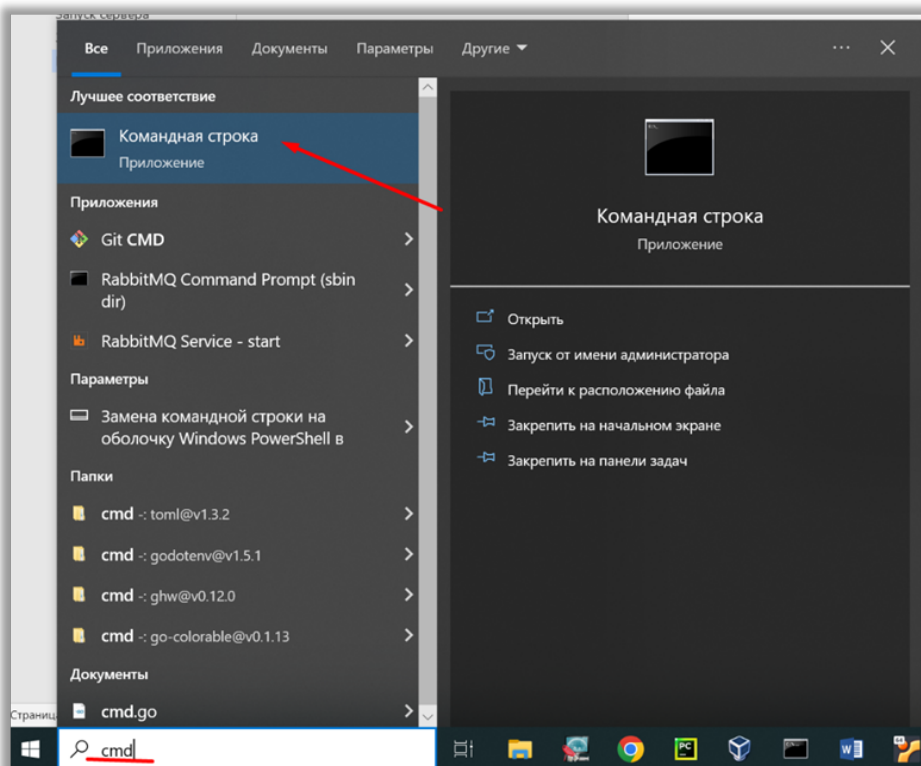 Запуск сервера
Все Приложения Документы Параметры Другие
Лучшее соответствие
Командная строка
Приложение
Приложения
Git CMD
RabbitMQ Command Prompt (sbin
dir)
RabbitMQ Service - start
Параметры
Замена командной строки на
оболочку Windows PowerShell в
Папки
cmd -: toml@v1.3.2
cmd -: godotenv@v1.5.1
cmd -: ghw@v0.12.0
cmd -: go-colorable@v0.1.13
Документы
cmd.go
Командная строка
Приложение
Открыть
Запуск от имени администратора
Перейти к расположению файла
Закрепить на начальном экране
Закрепить на панели задач
Страниц
cmd